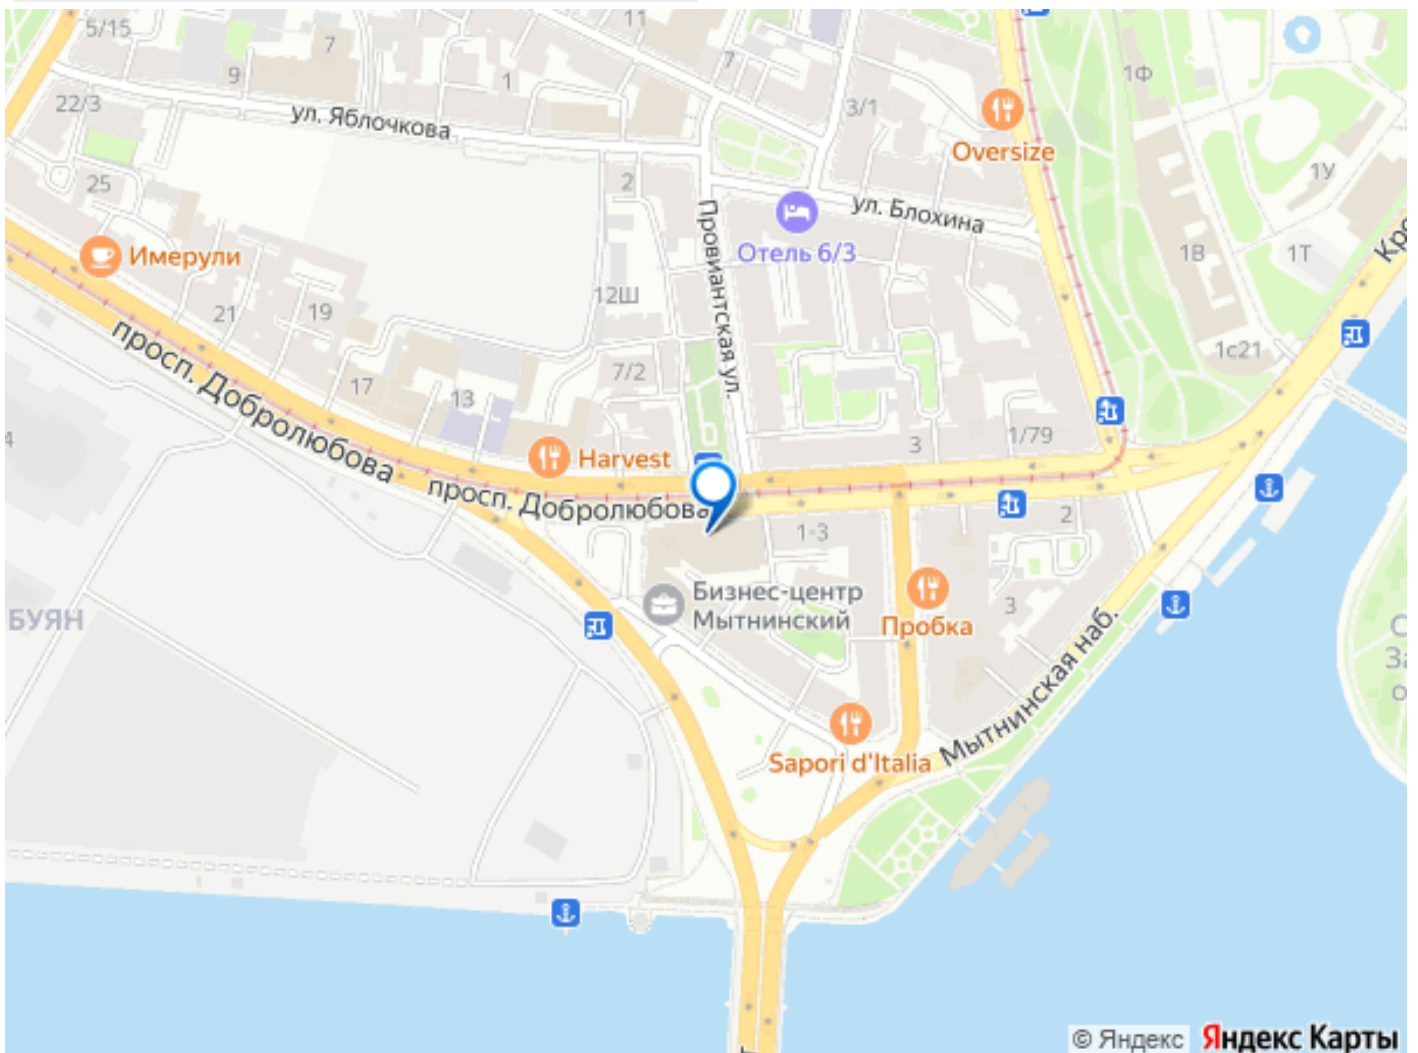 5/15
7
11
9
1
7
22/3
ул. Яблочкова
3/1
1Ф
Oversize
25
2
1У
ул. Блохина
Провиантская ул.
Отель 6/3
Имерули
1В
1Т
12Ш
21
19
просп. Добролюбова
17
7/2
1с21
13
4
Harvest
3
1/79
просп. Добролюбова
1-3
2
БУЯН
Бизнес-центр
Мытнинский
Пробка
3
Мытнинская наб.
Sapori d'Italia
© Яндекс
Яндекс Карты